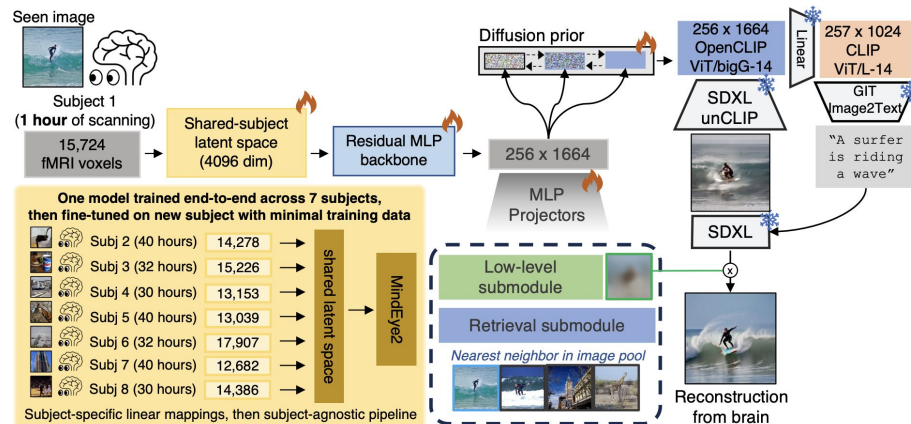 Seen image
Subject 1
(1 hour of scanning)
15,724
fMRI voxels
Shared-subject
latent space
(4096 dim)
Residual MLP
backbone
256 x 1664
MLP
Projectors
Diffusion prior
256 x 1664
OpenCLIP
ViT/bigG-14
Linear
257 x 1024
CLIP
ViT/L-14
SDXL
unCLIP
GIT
Image2Text
“A surfer
is riding
a wave”
SDXL
x
Reconstruction
from brain
One model trained end-to-end across 7 subjects,
then fine-tuned on new subject with minimal training data
Subj 2 (40 hours) 14,278
Subj 3 (32 hours) 15,226
Subj 4 (30 hours) 13,153
Subj 5 (40 hours) 13,039
Subj 6 (32 hours) 17,907
Subj 7 (40 hours) 12,682
Subj 8 (30 hours) 14,386
shared latent space
MindEye2
Subject-specific linear mappings, then subject-agnostic pipeline
Low-level
submodule
Retrieval submodule
Nearest neighbor in image pool